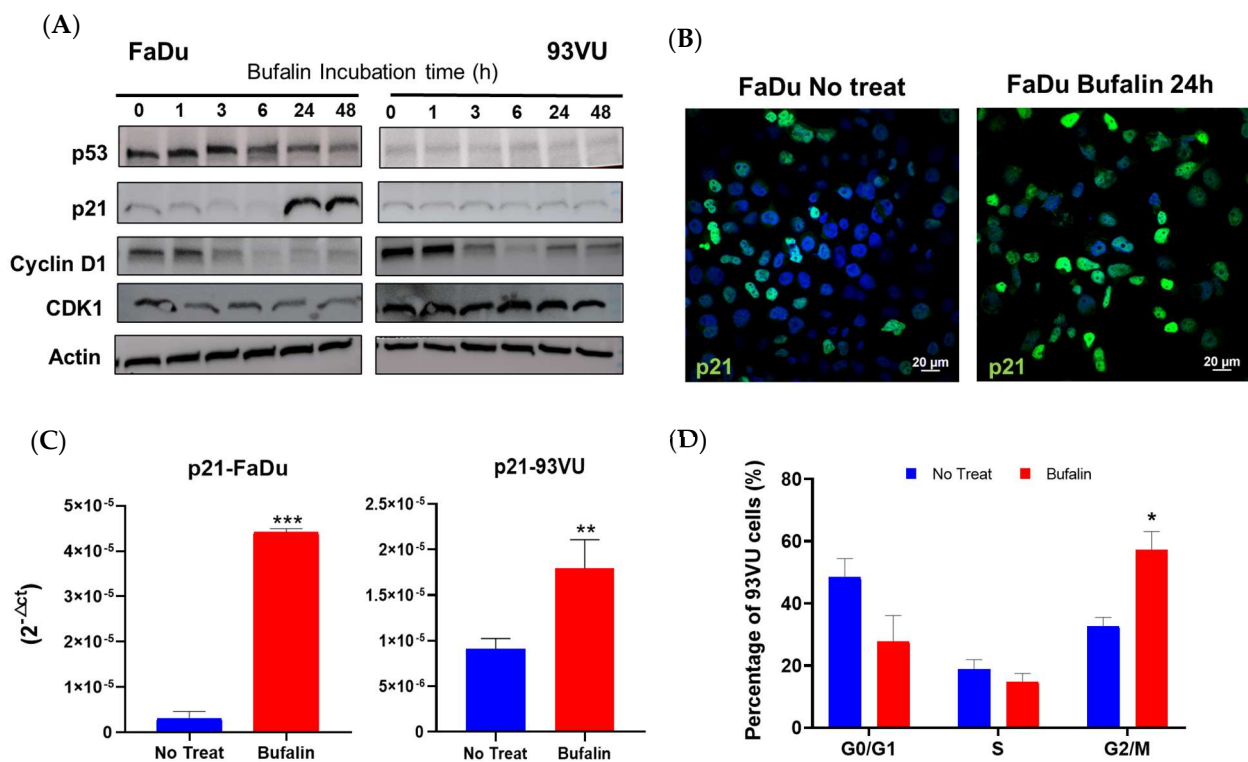 (A)
FaDu 93VU
Bufalin Incubation time (h)
0 1 3 6 24 48 0 1 3 6 24 48
p53
p21
Cyclin D1
CDK1
Actin
(B)
FaDu No treat FaDu Bufalin 24h
p21 20 µm p21 20 µm
(C)
p21-FaDu
(2^-Δct)
5×10⁻⁵
4×10⁻⁵
3×10⁻⁵
2×10⁻⁵
1×10⁻⁵
0
***
No Treat Bufalin
p21-93VU
2.5×10⁻⁵
2×10⁻⁵
1.5×10⁻⁵
1×10⁻⁵
5×10⁻⁶
0
**
No Treat Bufalin
(D)
Percentage of 93VU cells (%)
No Treat Bufalin
80
60
40
20
0
*
G0/G1 S G2/M